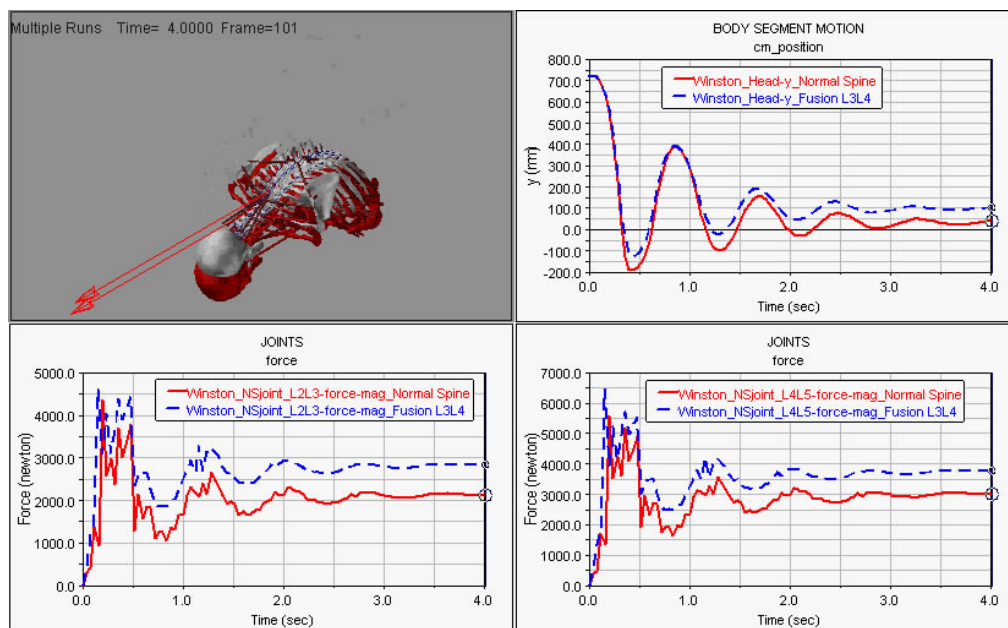 Multiple Runs Time= 4.0000 Frame=101
BODY SEGMENT MOTION
cm_position
800.0
700.0
600.0
500.0
400.0
300.0
200.0
100.0
0.0
-100.0
-200.0
y (mm)
Winston_Head-y_Normal Spine
Winston_Head-y_Fusion L3L4
0.0 1.0 2.0 3.0 4.0
Time (sec)
JOINTS
force
5000.0
4000.0
3000.0
2000.0
1000.0
0.0
Force (newton)
Winston_NSjoint_L2L3-force-mag_Normal Spine
Winston_NSjoint_L2L3-force-mag_Fusion L3L4
0.0 1.0 2.0 3.0 4.0
Time (sec)
JOINTS
force
7000.0
6000.0
5000.0
4000.0
3000.0
2000.0
1000.0
0.0
Force (newton)
Winston_NSjoint_L4L5-force-mag_Normal Spine
Winston_NSjoint_L4L5-force-mag_Fusion L3L4
0.0 1.0 2.0 3.0 4.0
Time (sec)